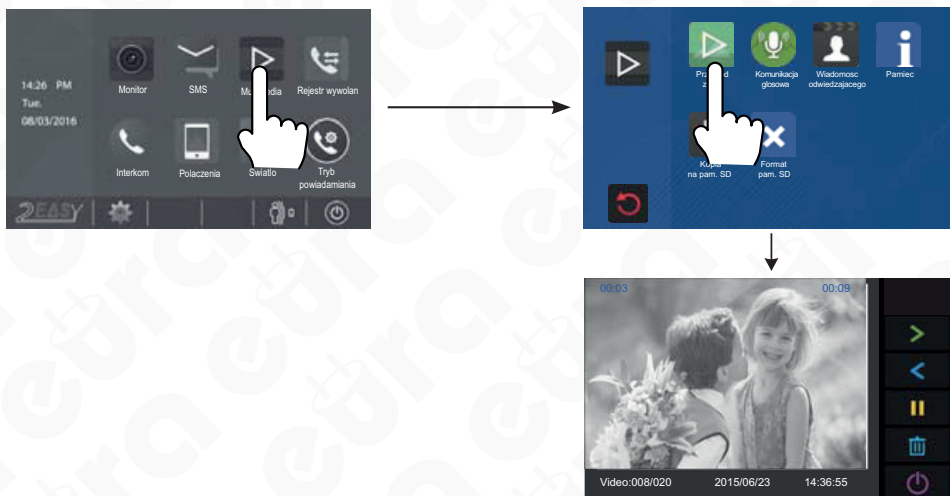 14:26 PM
Tue.
08/03/2016
Monitor
SMS
Rejestr wywolan
Interkom
Polaczenia
Swiatlo
Tryb
powiadamiania
2EASY
Komunikacja
glosowa
Wiadomosc
odwiedzajacego
Pamiec
Kopia
na pam. SD
Format
pam. SD
00:03 00:09
Video:008/020 2015/06/23 14:36:55
eura